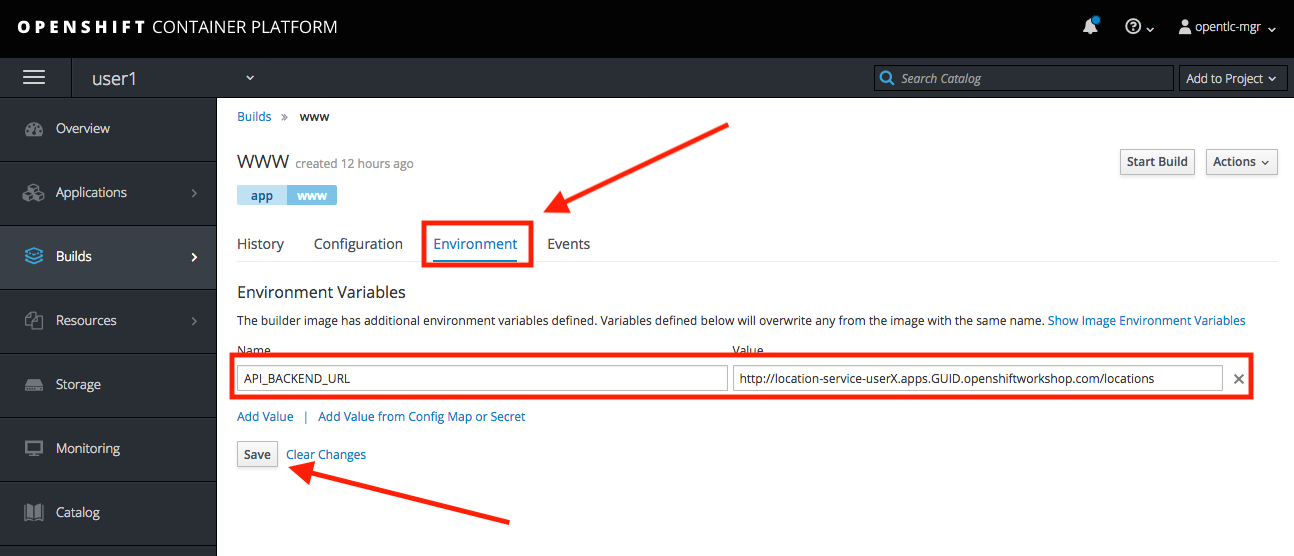 OPENSHIFT CONTAINER PLATFORM
opentlc-mgr
user1
Search Catalog
Add to Project
Overview
Applications
Builds
Resources
Storage
Monitoring
Catalog
Builds » www
www created 12 hours ago
Start Build
Actions
app www
History Configuration Environment Events
Environment Variables
The builder image has additional environment variables defined. Variables defined below will overwrite any from the image with the same name. Show Image Environment Variables
Name Value
API_BACKEND_URL http://location-service-userX.apps.GUID.openshiftworkshop.com/locations ×
Add Value | Add Value from Config Map or Secret
Save Clear Changes